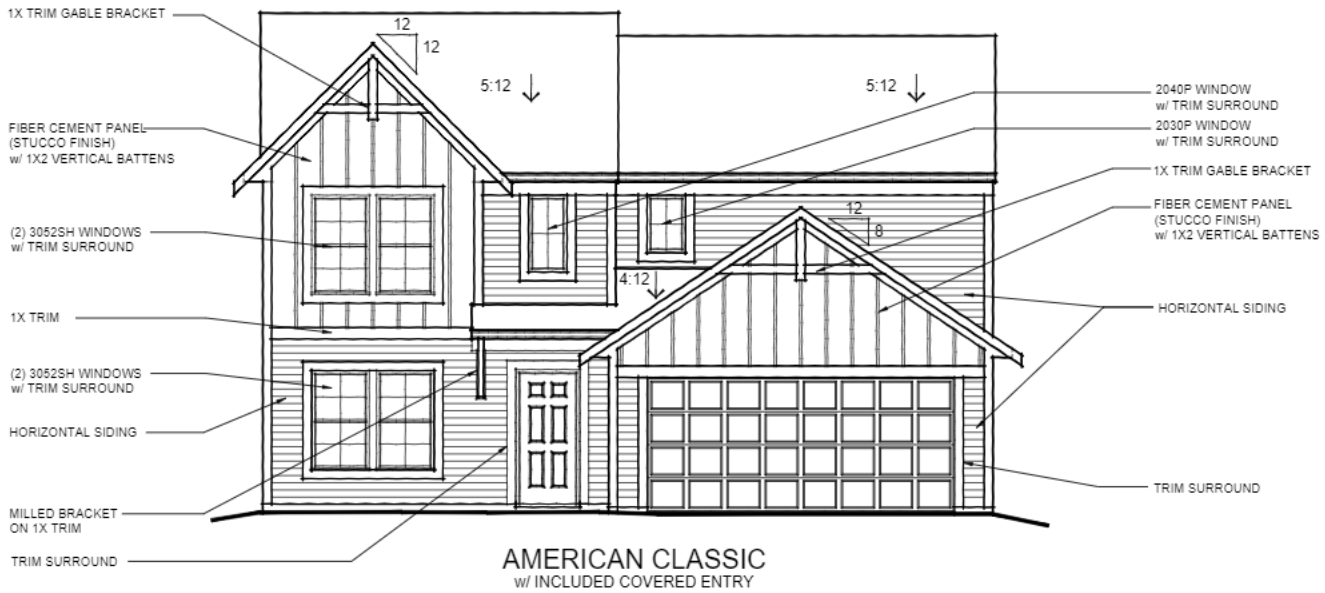 1X TRIM GABLE BRACKET
FIBER CEMENT PANEL
(STUCCO FINISH)
w/ 1X2 VERTICAL BATTENS
(2) 3052SH WINDOWS
w/ TRIM SURROUND
1X TRIM
(2) 3052SH WINDOWS
w/ TRIM SURROUND
HORIZONTAL SIDING
MILLED BRACKET
ON 1X TRIM
TRIM SURROUND
12
12
5:12
5:12
4:12
12
8
2040P WINDOW
w/ TRIM SURROUND
2030P WINDOW
w/ TRIM SURROUND
1X TRIM GABLE BRACKET
FIBER CEMENT PANEL
(STUCCO FINISH)
w/ 1X2 VERTICAL BATTENS
HORIZONTAL SIDING
TRIM SURROUND
AMERICAN CLASSIC
w/ INCLUDED COVERED ENTRY